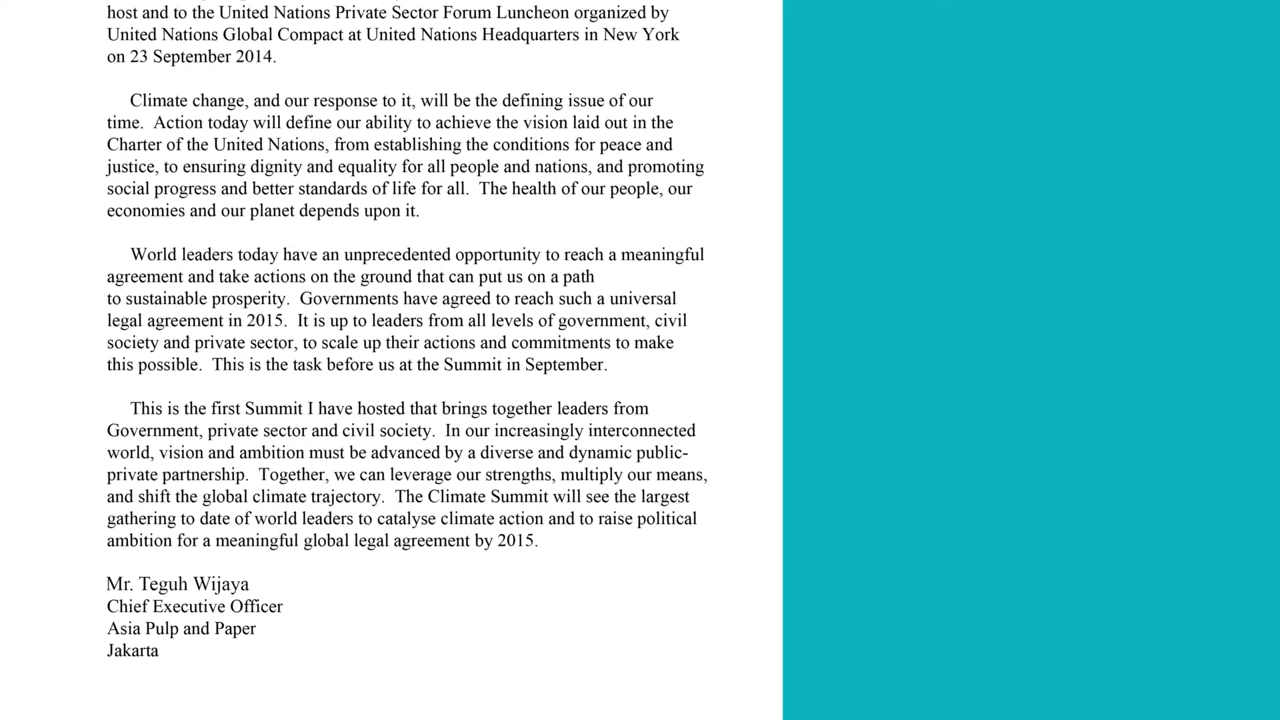 host and to the United Nations Private Sector Forum Luncheon organized by
United Nations Global Compact at United Nations Headquarters in New York
on 23 September 2014.
Climate change, and our response to it, will be the defining issue of our
time.  Action today will define our ability to achieve the vision laid out in the
Charter of the United Nations, from establishing the conditions for peace and
justice, to ensuring dignity and equality for all people and nations, and promoting
social progress and better standards of life for all.  The health of our people, our
economies and our planet depends upon it.
World leaders today have an unprecedented opportunity to reach a meaningful
agreement and take actions on the ground that can put us on a path
to sustainable prosperity.  Governments have agreed to reach such a universal
legal agreement in 2015.  It is up to leaders from all levels of government, civil
society and private sector, to scale up their actions and commitments to make
this possible.  This is the task before us at the Summit in September.
This is the first Summit I have hosted that brings together leaders from
Government, private sector and civil society.  In our increasingly interconnected
world, vision and ambition must be advanced by a diverse and dynamic public-
private partnership.  Together, we can leverage our strengths, multiply our means,
and shift the global climate trajectory.  The Climate Summit will see the largest
gathering to date of world leaders to catalyse climate action and to raise political
ambition for a meaningful global legal agreement by 2015.
Mr. Teguh Wijaya
Chief Executive Officer
Asia Pulp and Paper
Jakarta